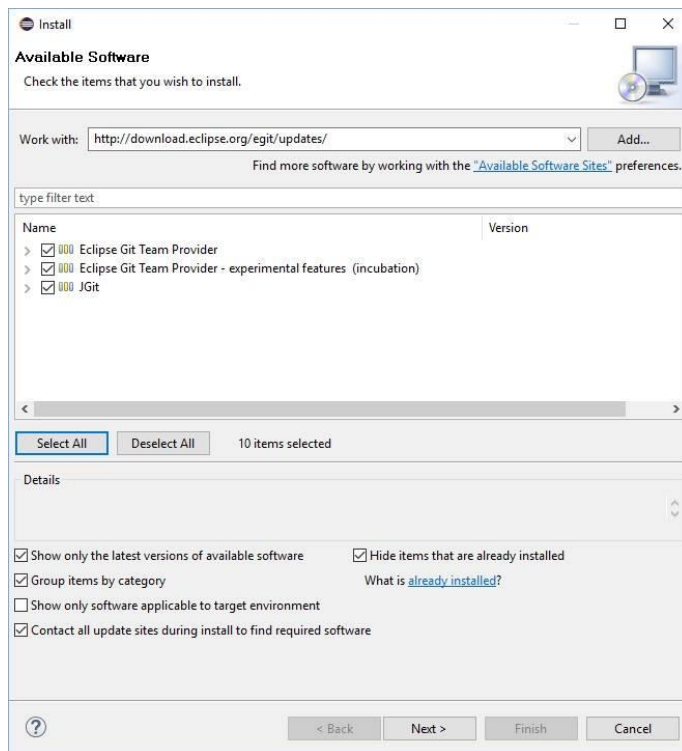 Install
Available Software
Check the items that you wish to install.
Work with: http://download.eclipse.org/egit/updates/ Add...
Find more software by working with the "Available Software Sites" preferences.
type filter text
Name Version
Eclipse Git Team Provider
Eclipse Git Team Provider - experimental features (incubation)
JGit
Select All Deselect All 10 items selected
Details
Show only the latest versions of available software Hide items that are already installed
Group items by category What is already installed?
Show only software applicable to target environment
Contact all update sites during install to find required software
? < Back Next > Finish Cancel